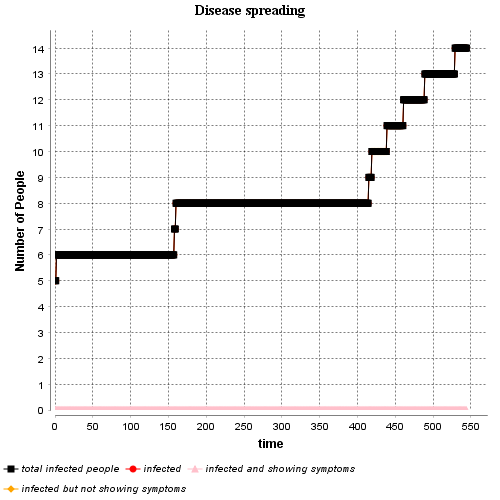 Disease spreading
14
13
12
11
10
9
8
7
6
5
4
3
2
1
0
Number of People
0 50 100 150 200 250 300 350 400 450 500 550
time
total infected people infected infected and showing symptoms
infected but not showing symptoms